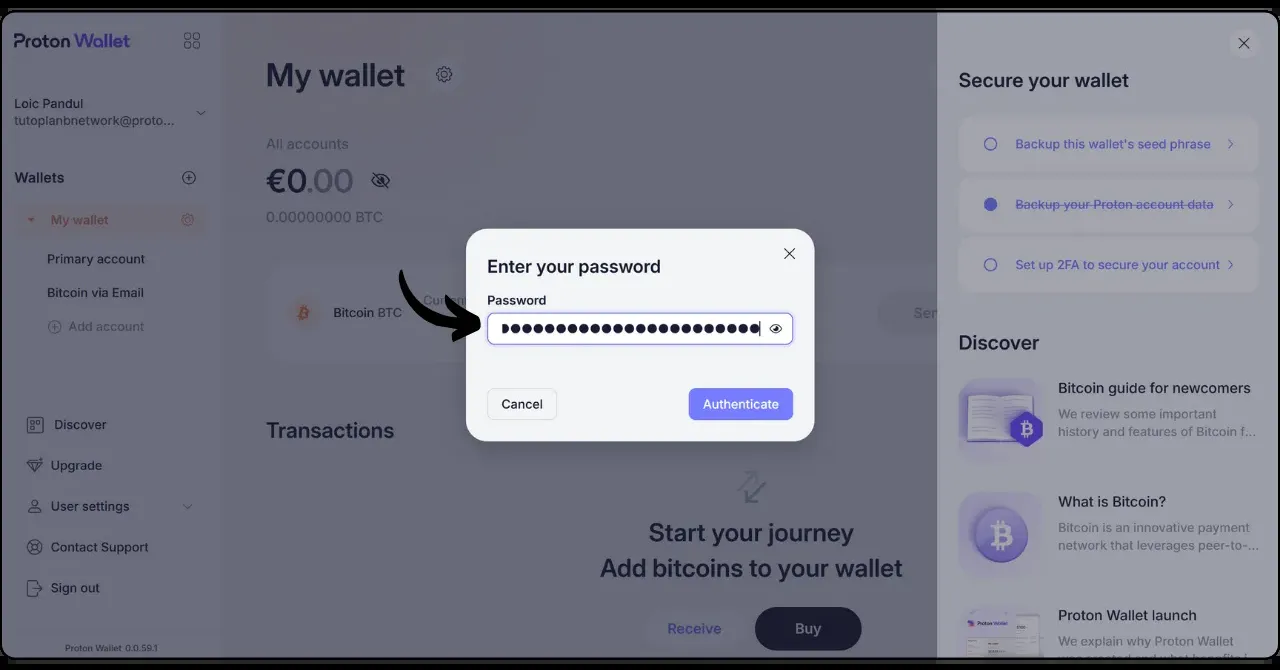 Proton Wallet
Loic Pandul
tutoplanbnetwork@proto...
Wallets
My wallet
Primary account
Bitcoin via Email
Add account
Discover
Upgrade
User settings
Contact Support
Sign out
Proton Wallet 0.0.59.1
My wallet
All accounts
€0.00
0.00000000 BTC
Bitcoin BTC
Transactions
Start your journey
Add bitcoins to your wallet
Receive
Buy
Enter your password
Password
Cancel
Authenticate
Secure your wallet
Backup this wallet's seed phrase
Backup your Proton account data
Set up 2FA to secure your account
Discover
Bitcoin guide for newcomers
We review some important
history and features of Bitcoin f...
What is Bitcoin?
Bitcoin is an innovative payment
network that leverages peer-to-...
Proton Wallet launch
We explain why Proton Wallet